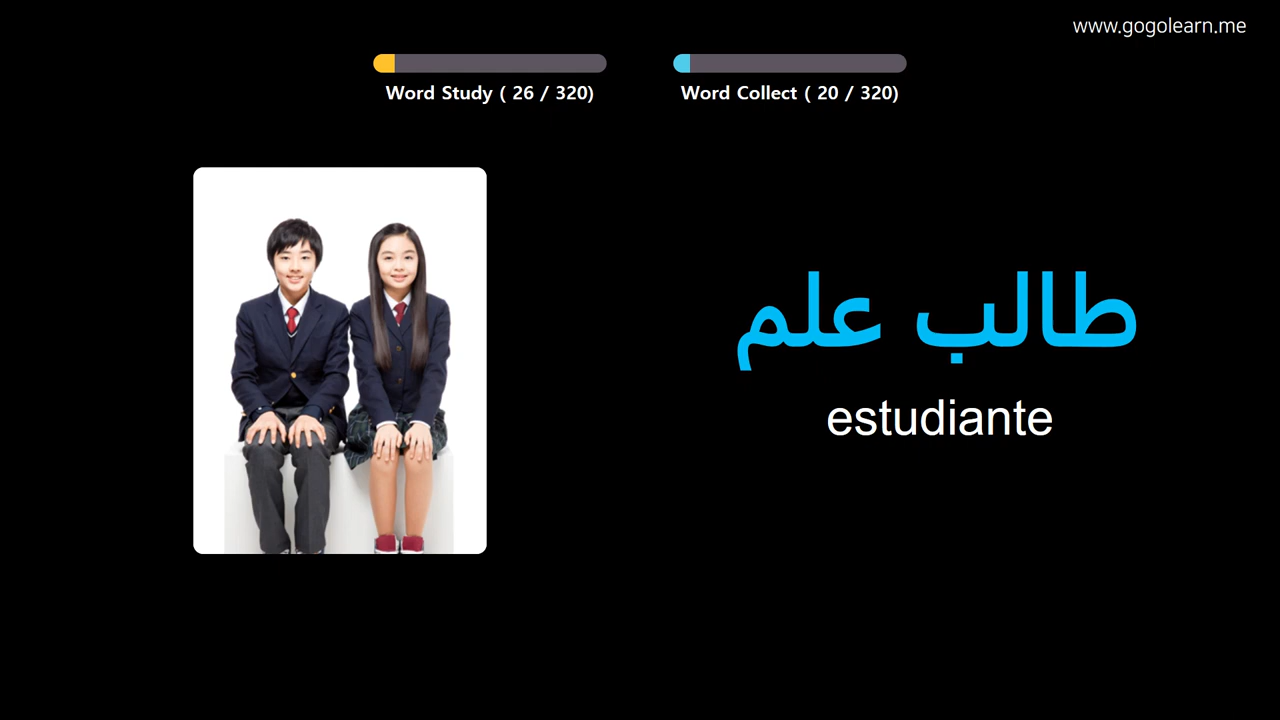 www.gogolearn.me
Word Study ( 26 / 320)
Word Collect ( 20 / 320)
طالب علم
estudiante